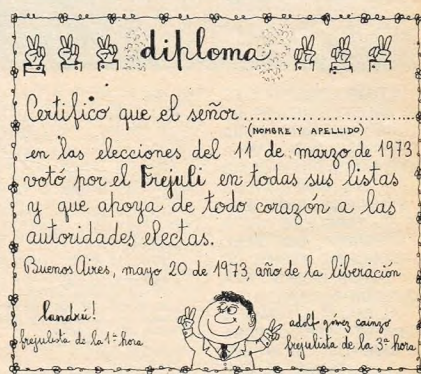 diploma
Certifico que el señor ....................
(NOMBRE Y APELLIDO)
en las elecciones del 11 de marzo de 1973
votó por el Frejuli en todas sus listas
y que apoya de todo corazón a las
autoridades electas.
Buenos Aires, mayo 20 de 1973, año de la liberación
landrú!
frejulista de la 1ª hora
adolf gómez cainzo
frejulista de la 3ª hora